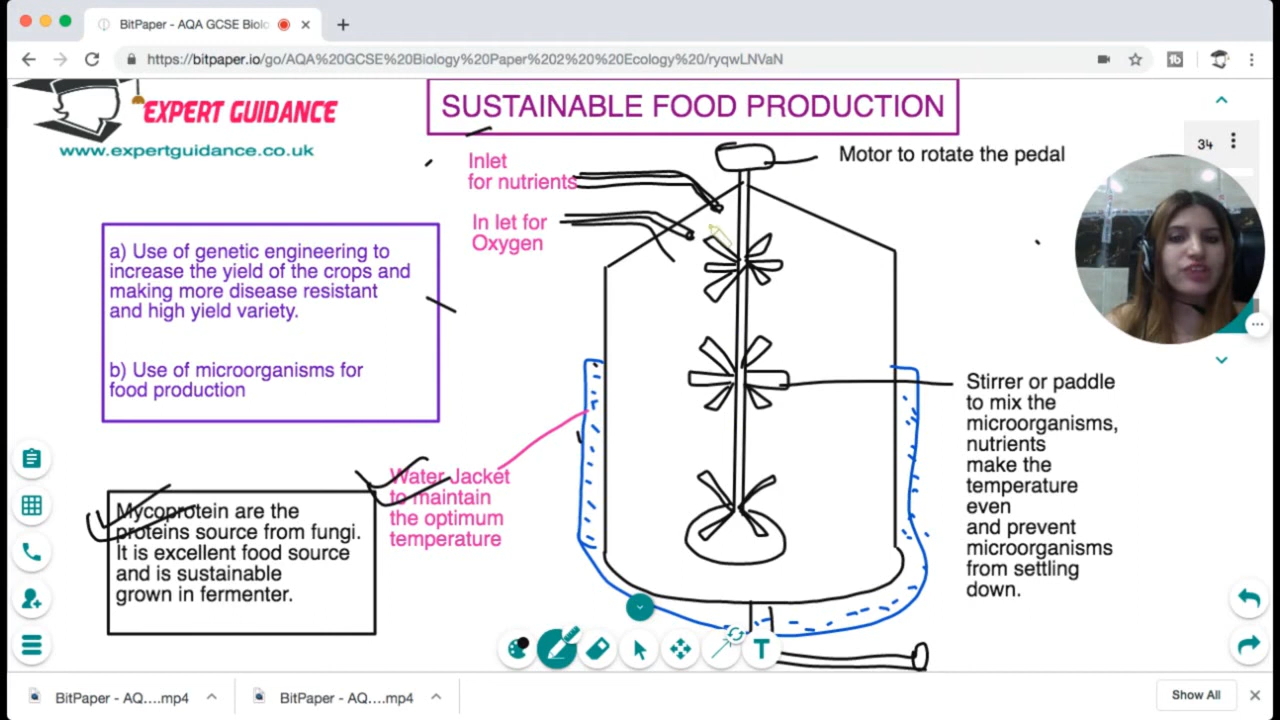 BitPaper - AQA GCSE Biolo
https://bitpaper.io/go/AQA%20GCSE%20Biology%20Paper%202%20%20Ecology%20/ryqwLNVaN
EXPERT GUIDANCE
www.expertguidance.co.uk
SUSTAINABLE FOOD PRODUCTION
34
Inlet
for nutrients
In let for
Oxygen
Motor to rotate the pedal
a) Use of genetic engineering to
increase the yield of the crops and
making more disease resistant
and high yield variety.
b) Use of microorganisms for
food production
Stirrer or paddle
to mix the
microorganisms,
nutrients
make the
temperature
even
and prevent
microorganisms
from settling
down.
Water Jacket
to maintain
the optimum
temperature
Mycoprotein are the
proteins source from fungi.
It is excellent food source
and is sustainable
grown in fermenter.
T
BitPaper - AQ....mp4
BitPaper - AQ....mp4
Show All